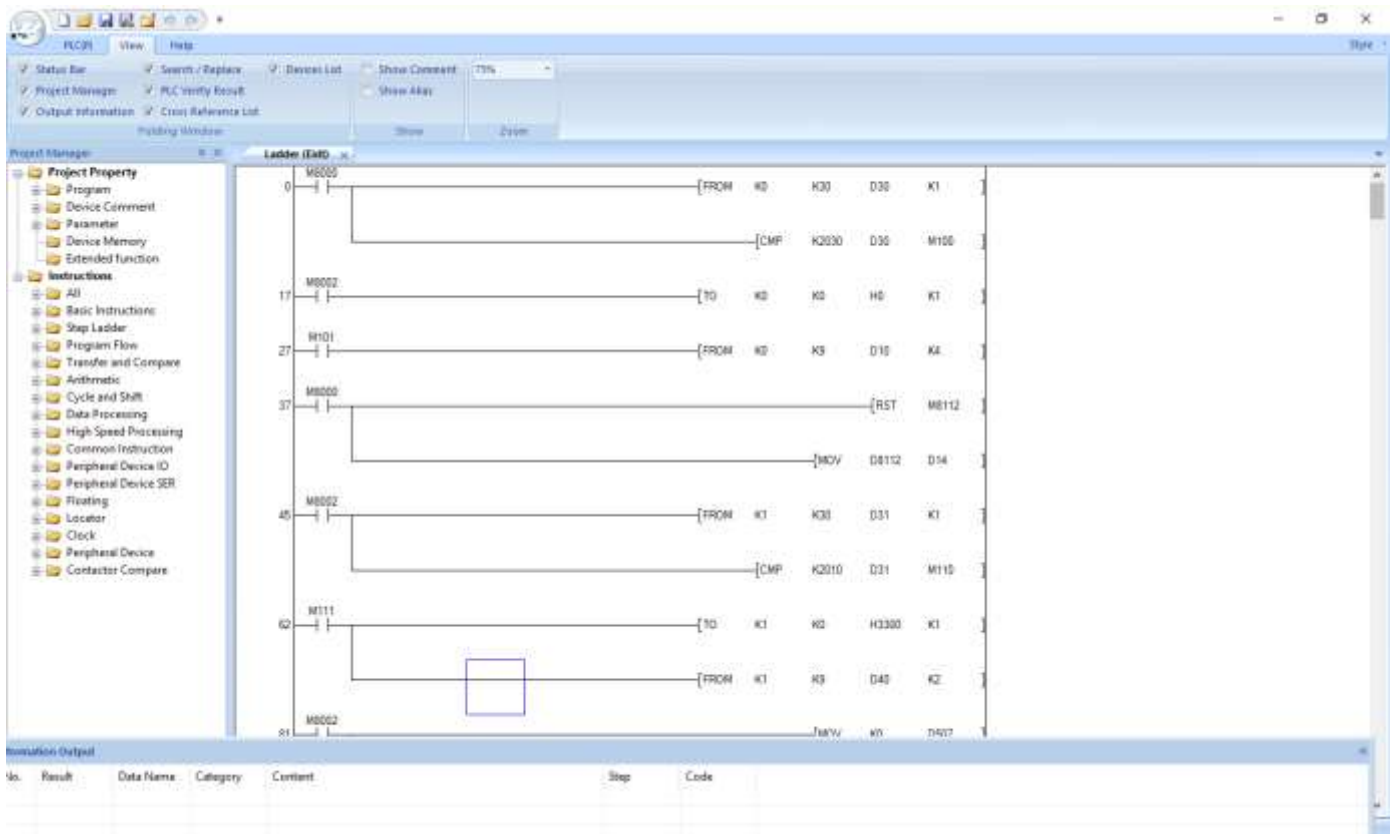 PLC(P) View Help
Style
Status Bar Search / Replace Devices List Show Comment 75%
Project Manager PLC Verify Result Show Alias
Output Information Cross Reference List
Folding Window Show Zoom
Project Manager
Ladder (Edit)
Project Property
Program
Device Comment
Parameter
Device Memory
Extended function
Instructions
All
Basic Instructions
Step Ladder
Program Flow
Transfer and Compare
Arithmatic
Cycle and Shift
Data Processing
High Speed Processing
Common Instruction
Peripheral Device IO
Peripheral Device SER
Floating
Locator
Clock
Peripheral Device
Contactor Compare
M8000
0 [FROM K0 K30 D30 K1 ]
[CMP K2030 D30 M100 ]
M8002
17 [TO K0 K0 H0 K1 ]
M101
27 [FROM K0 K9 D10 K4 ]
M8000
37 [RST M8112 ]
[MOV D8112 D14 ]
M8002
45 [FROM K1 K30 D31 K1 ]
[CMP K2010 D31 M110 ]
M111
62 [TO K1 K0 H3300 K1 ]
[FROM K1 K9 D40 K2 ]
M8002
81 [MOV K0 D507 ]
formation Output
No. Result Data Name Category Content Step Code